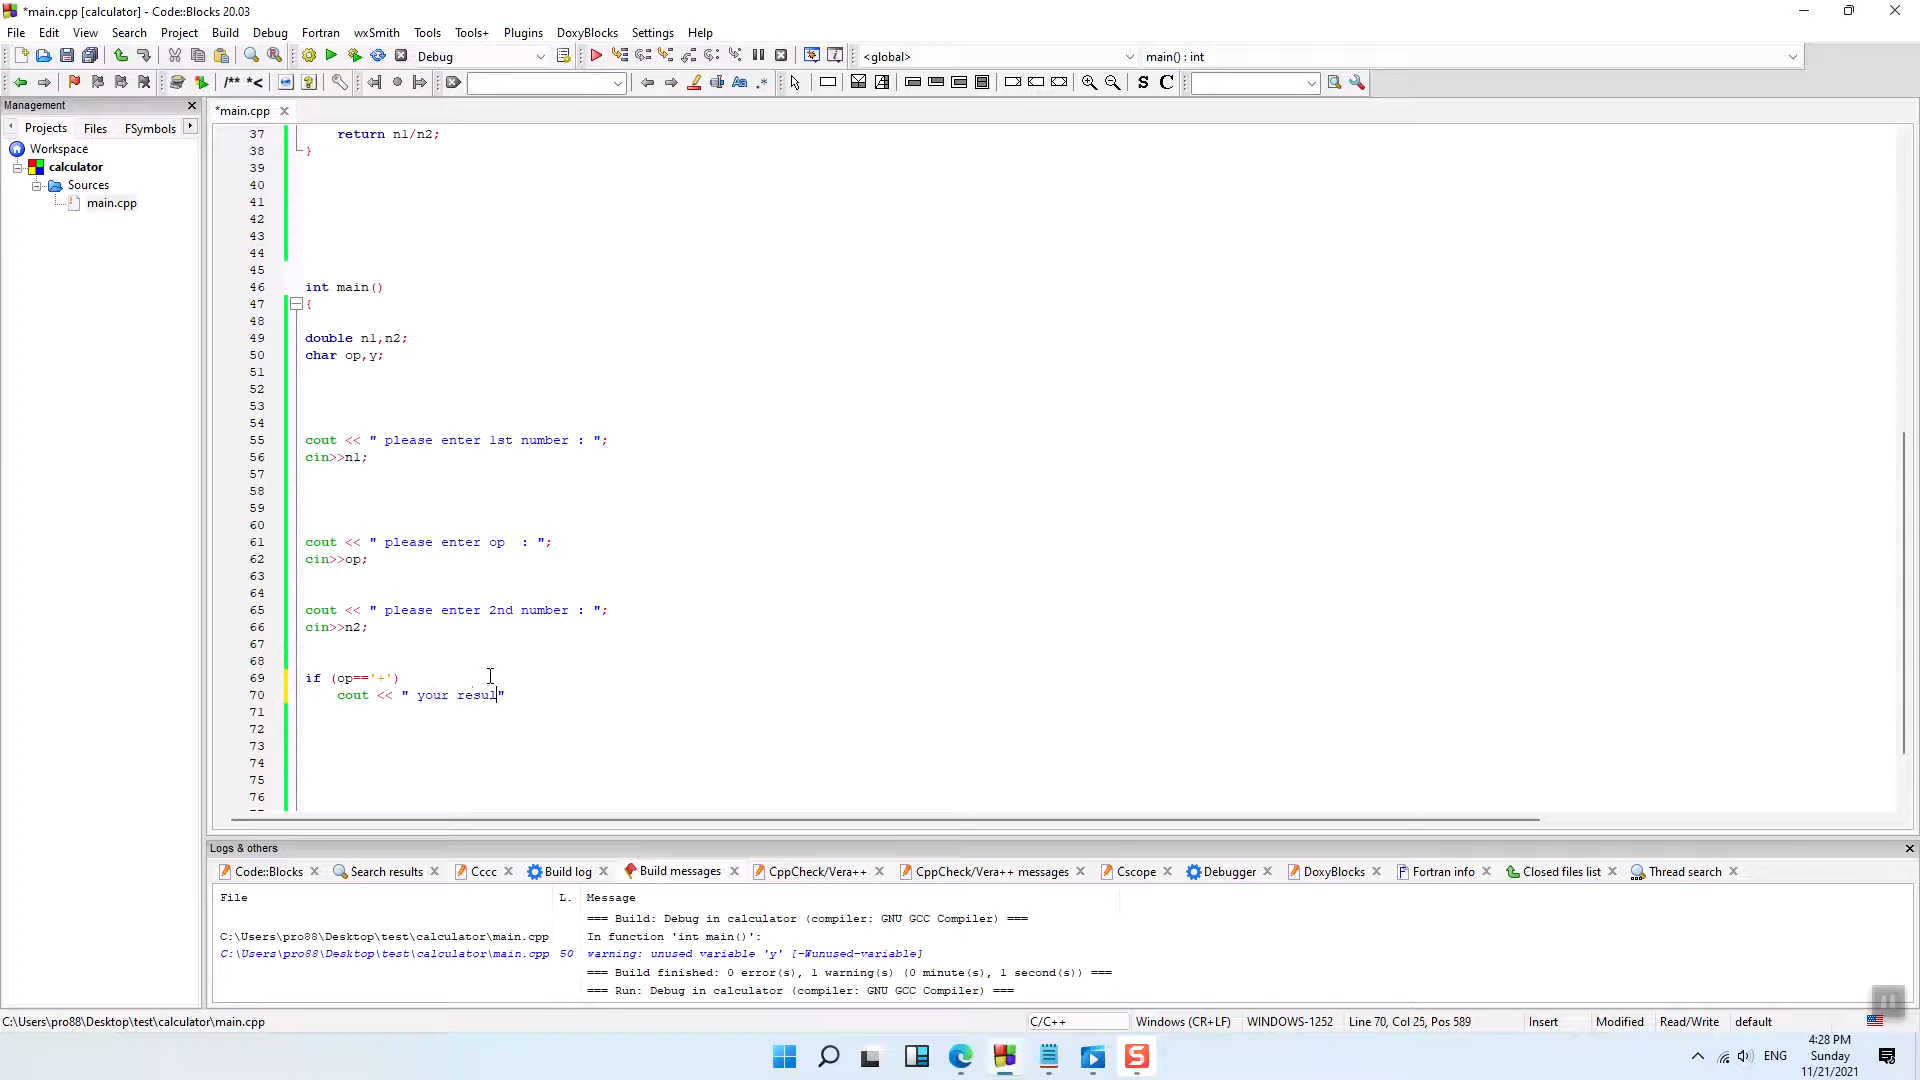 *main.cpp [calculator] - Code::Blocks 20.03
File Edit View Search Project Build Debug Fortran wxSmith Tools Tools+ Plugins DoxyBlocks Settings Help
Debug <global> main() : int
/** *< Aa .* S C
Management
*main.cpp
Projects Files FSymbols
Workspace
calculator
Sources
main.cpp
37 return n1/n2;
38 }
39
40
41
42
43
44
45
46 int main()
47 {
48
49 double n1,n2;
50 char op,y;
51
52
53
54
55 cout << " please enter 1st number : ";
56 cin>>n1;
57
58
59
60
61 cout << " please enter op  : ";
62 cin>>op;
63
64
65 cout << " please enter 2nd number : ";
66 cin>>n2;
67
68
69 if (op=='+')
70 cout << " your resul"
71
72
73
74
75
76
Logs & others
Code::Blocks Search results Cccc Build log Build messages CppCheck/Vera++ CppCheck/Vera++ messages Cscope Debugger DoxyBlocks Fortran info Closed files list Thread search
File L. Message
=== Build: Debug in calculator (compiler: GNU GCC Compiler) ===
C:\Users\pro88\Desktop\test\calculator\main.cpp In function 'int main()':
C:\Users\pro88\Desktop\test\calculator\main.cpp 50 warning: unused variable 'y' [-Wunused-variable]
=== Build finished: 0 error(s), 1 warning(s) (0 minute(s), 1 second(s)) ===
=== Run: Debug in calculator (compiler: GNU GCC Compiler) ===
C:\Users\pro88\Desktop\test\calculator\main.cpp C/C++ Windows (CR+LF) WINDOWS-1252 Line 70, Col 25, Pos 589 Insert Modified Read/Write default
ENG
4:28 PM
Sunday
11/21/2021